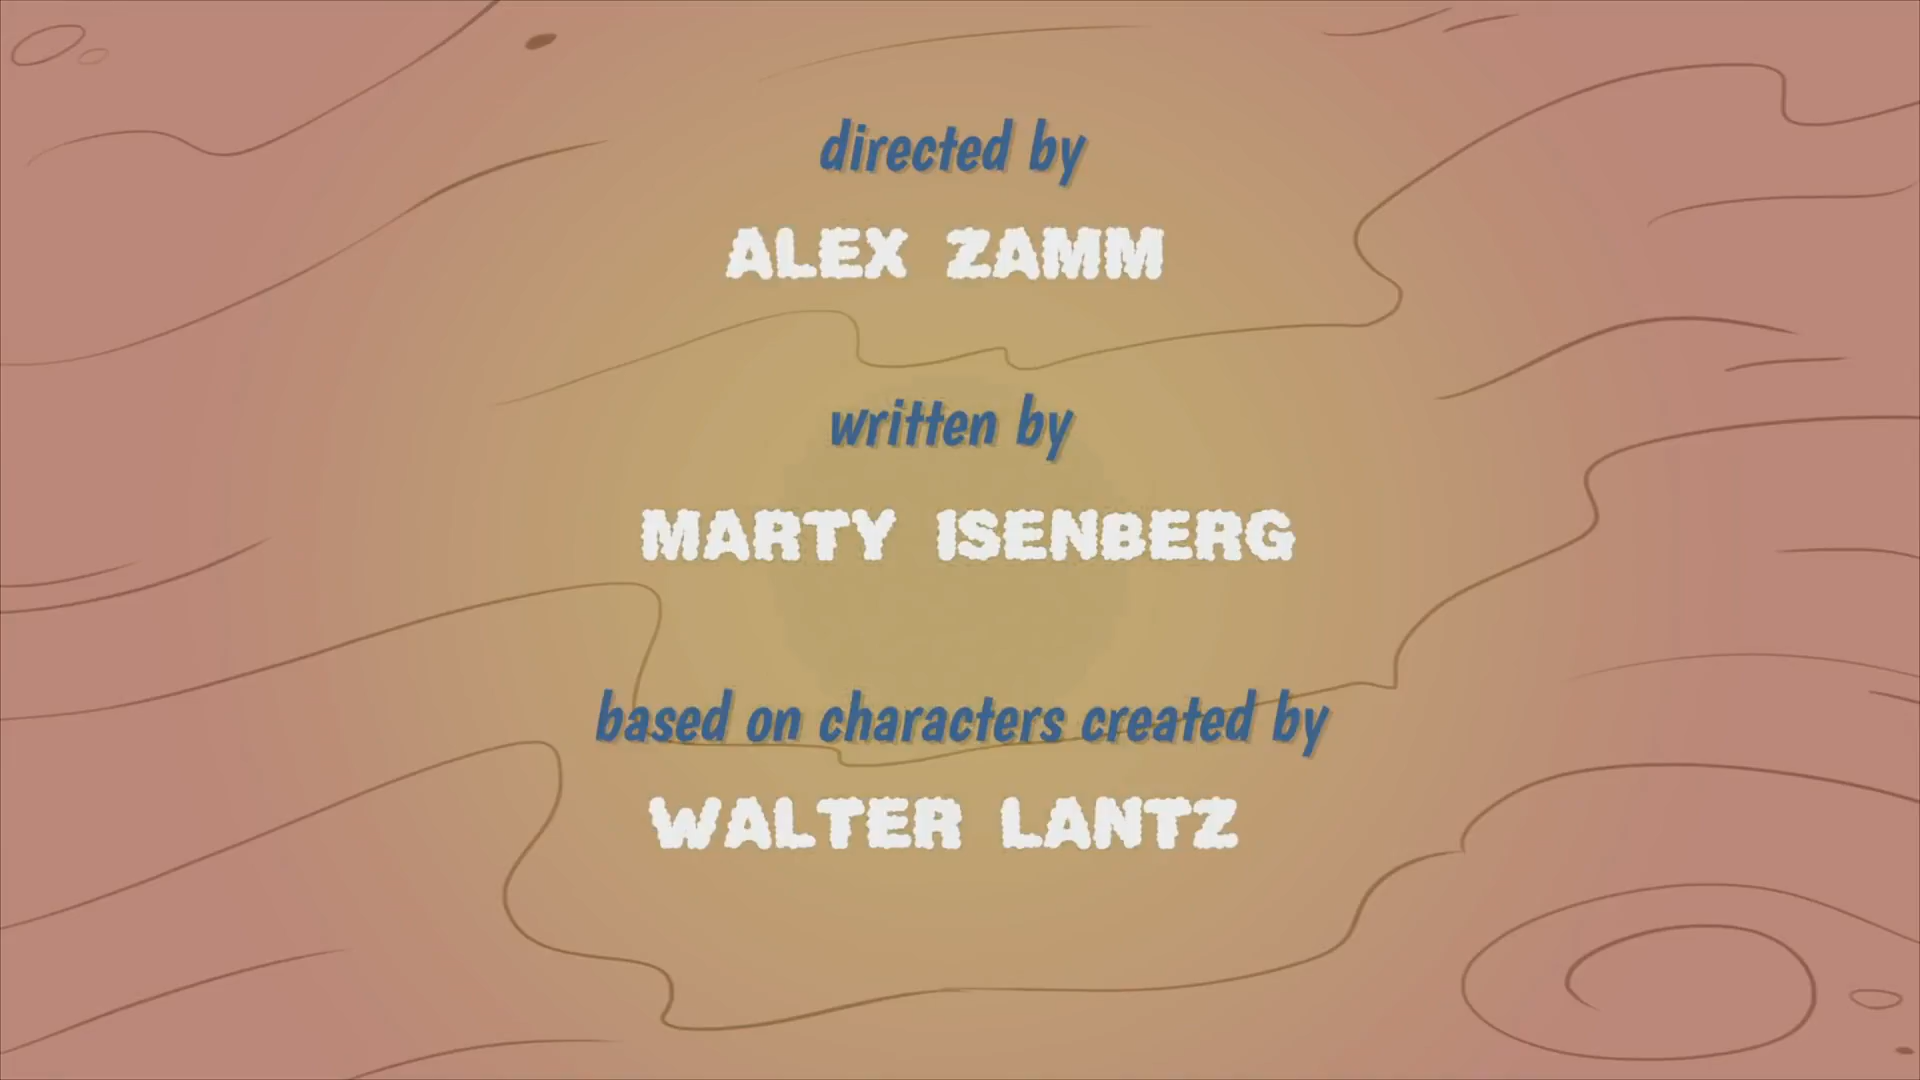 directed by
ALEX ZAMM
written by
MARTY ISENBERG
based on characters created by
WALTER LANTZ